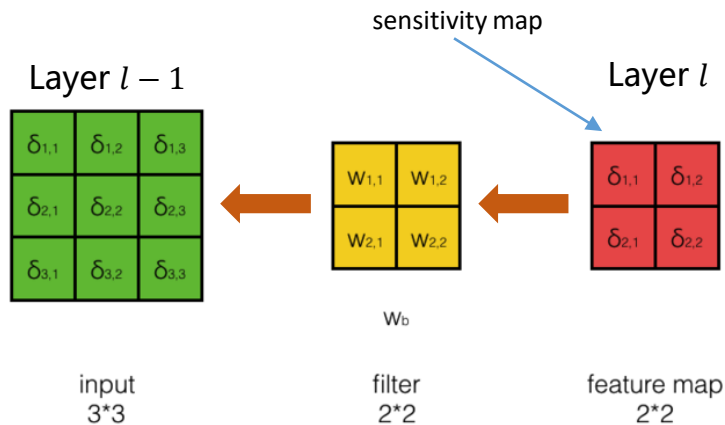 sensitivity map
Layer l − 1
Layer l
δ1,1 δ1,2 δ1,3
δ2,1 δ2,2 δ2,3
δ3,1 δ3,2 δ3,3
w1,1 w1,2
w2,1 w2,2
δ1,1 δ1,2
δ2,1 δ2,2
wb
input
3*3
filter
2*2
feature map
2*2